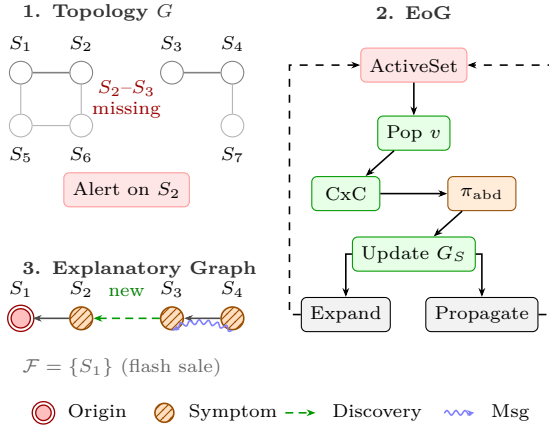 1. Topology G
S1 S2 S3 S4
S2–S3
missing
S5 S6 S7
Alert on S2
2. EoG
ActiveSet
Pop v
CxC
πabd
Update GS
Expand
Propagate
3. Explanatory Graph
S1 S2 new S3 S4
F = {S1} (flash sale)
Origin
Symptom
Discovery
Msg